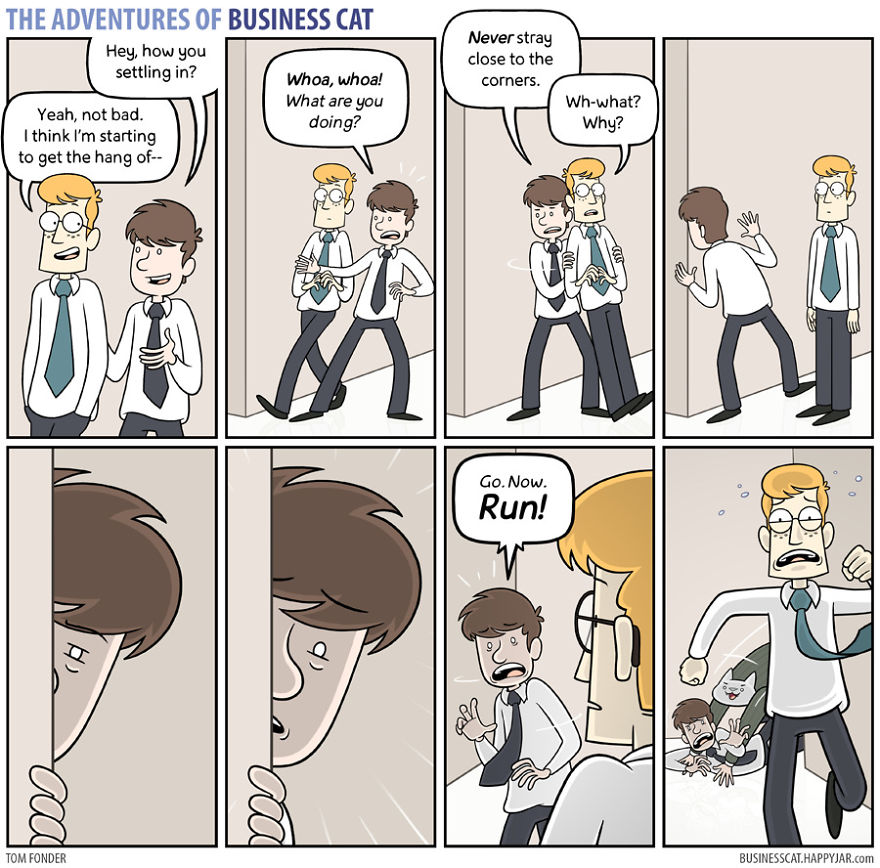 THE ADVENTURES OF BUSINESS CAT
Hey, how you
settling in?
Yeah, not bad.
I think I'm starting
to get the hang of--
Whoa, whoa!
What are you
doing?
Never stray
close to the
corners.
Wh-what?
Why?
Go. Now.
Run!
TOM FONDER
BUSINESSCAT.HAPPYJAR.com